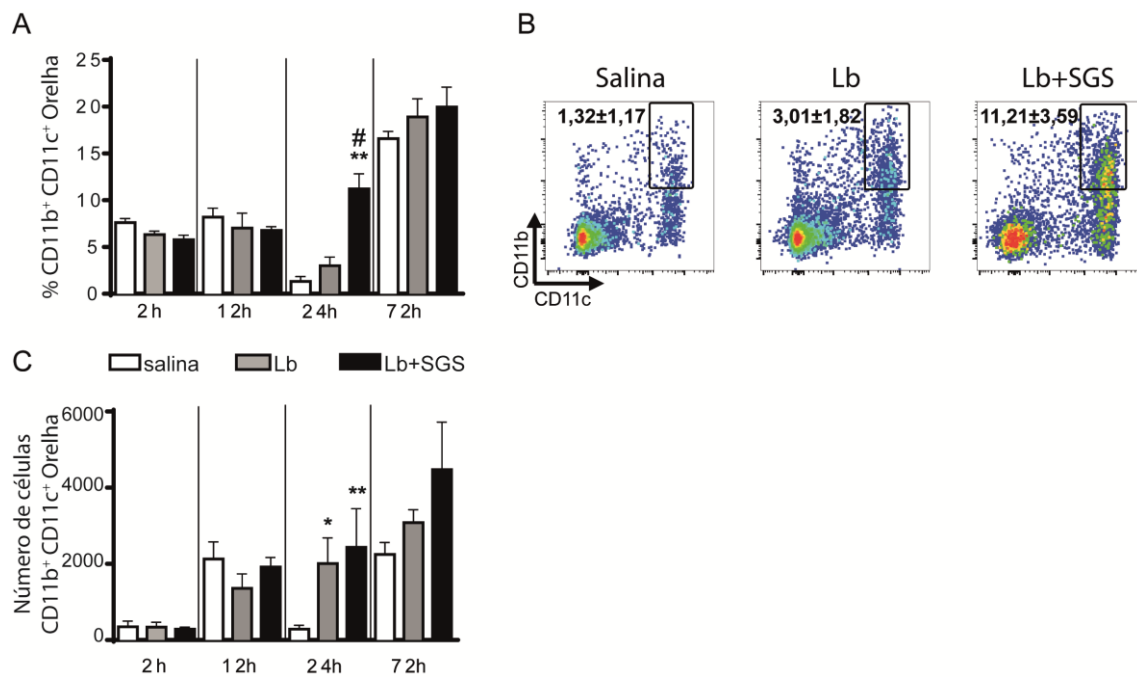 A
% CD11b+ CD11c+ Orelha
25
20
15
10
5
0
#
**
2h
12h
24h
72h
B
Salina
Lb
Lb+SGS
1,32±1,17
3,01±1,82
11,21±3,59
CD11b
CD11c
salina
Lb
Lb+SGS
C
Número de células
CD11b+ CD11c+ Orelha
6000
4000
2000
0
*
**
2h
12h
24h
72h